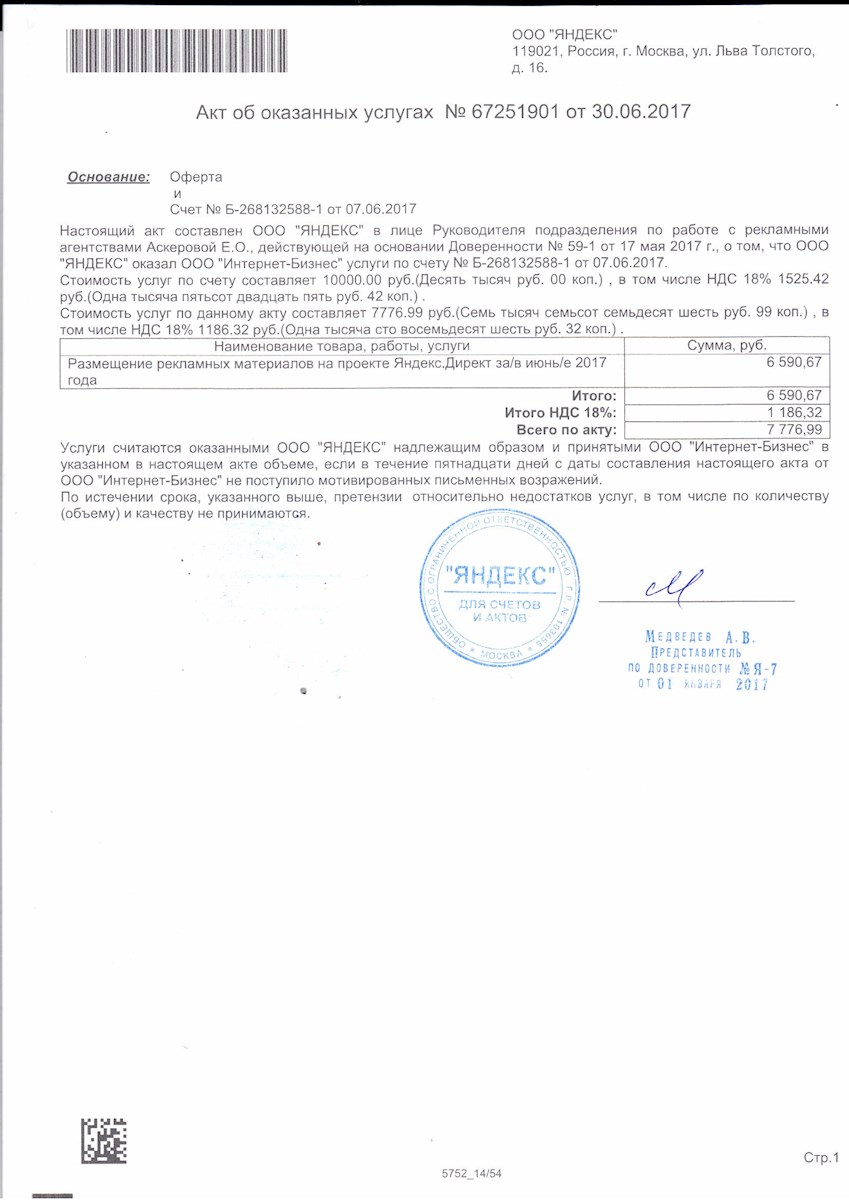 ООО "ЯНДЕКС"
119021, Россия, г. Москва, ул. Льва Толстого,
д. 16.
Акт об оказанных услугах № 67251901 от 30.06.2017
Основание: Оферта
и
Счет № Б-268132588-1 от 07.06.2017
Настоящий акт составлен ООО "ЯНДЕКС" в лице Руководителя подразделения по работе с рекламными
агентствами Аскеровой Е.О., действующей на основании Доверенности № 59-1 от 17 мая 2017 г., о том, что ООО
"ЯНДЕКС" оказал ООО "Интернет-Бизнес" услуги по счету № Б-268132588-1 от 07.06.2017.
Стоимость услуг по счету составляет 10000.00 руб.(Десять тысяч руб. 00 коп.) , в том числе НДС 18% 1525.42
руб.(Одна тысяча пятьсот двадцать пять руб. 42 коп.) .
Стоимость услуг по данному акту составляет 7776.99 руб.(Семь тысяч семьсот семьдесят шесть руб. 99 коп.) , в
том числе НДС 18% 1186.32 руб.(Одна тысяча сто восемьдесят шесть руб. 32 коп.) .
Наименование товара, работы, услуги Сумма, руб.
Размещение рекламных материалов на проекте Яндекс.Директ за/в июнь/е 2017 6 590,67
года
Итого: 6 590,67
Итого НДС 18%: 1 186,32
Всего по акту: 7 776,99
Услуги считаются оказанными ООО "ЯНДЕКС" надлежащим образом и принятыми ООО "Интернет-Бизнес" в
указанном в настоящем акте объеме, если в течение пятнадцати дней с даты составления настоящего акта от
ООО "Интернет-Бизнес" не поступило мотивированных письменных возражений.
По истечении срока, указанного выше, претензии относительно недостатков услуг, в том числе по количеству
(объему) и качеству не принимаются.
ОБЩЕСТВО С ОГРАНИЧЕННОЙ ОТВЕТСТВЕННОСТЬЮ
"ЯНДЕКС"
ДЛЯ СЧЕТОВ
И АКТОВ
* МОСКВА *
МЕДВЕДЕВ А.В.
ПРЕДСТАВИТЕЛЬ
ПО ДОВЕРЕННОСТИ №Я-7
ОТ 01 ЯНВАРЯ 2017
Стр.1
5752_14/54